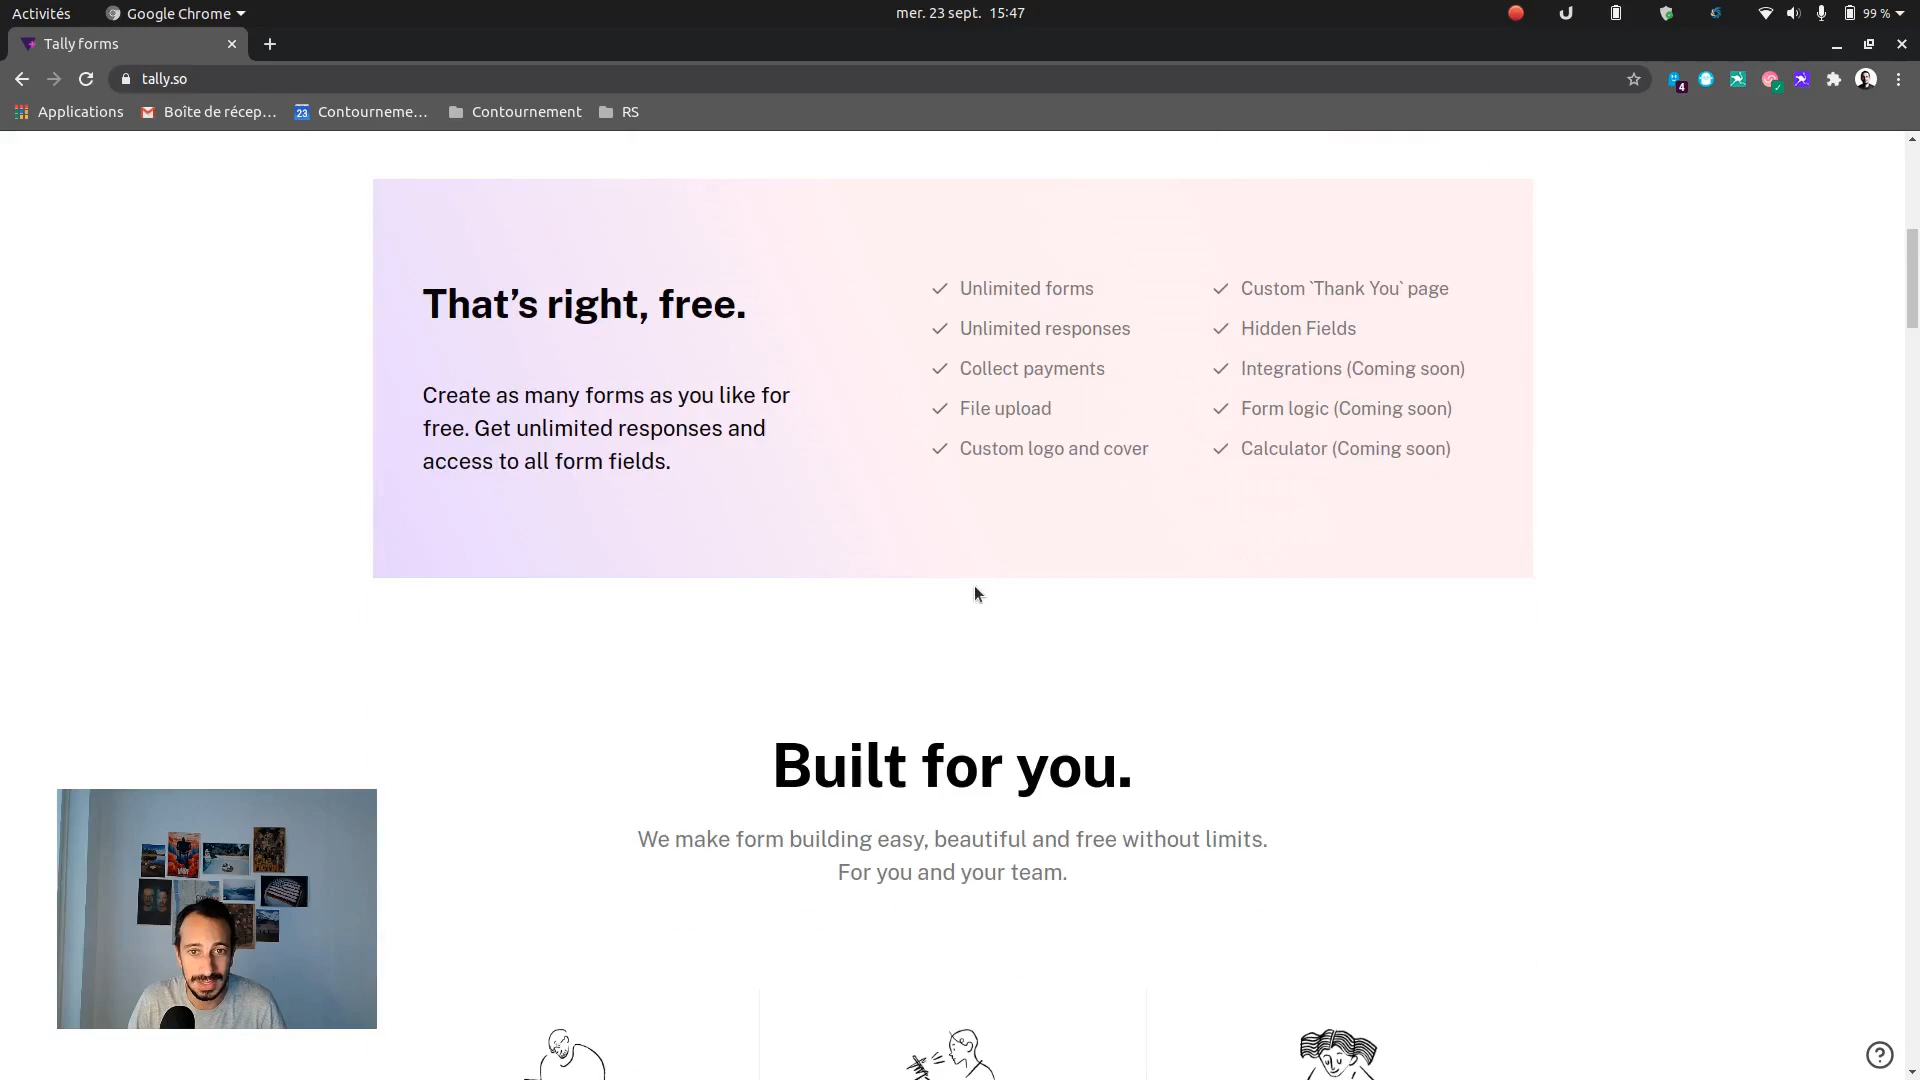 Activités
Google Chrome
mer. 23 sept. 15:47
99 %
Tally forms
tally.so
4
Applications
Boîte de récep…
23
Contourneme…
Contournement
RS
That’s right, free.
Create as many forms as you like for
free. Get unlimited responses and
access to all form fields.
Unlimited forms
Unlimited responses
Collect payments
File upload
Custom logo and cover
Custom `Thank You` page
Hidden Fields
Integrations (Coming soon)
Form logic (Coming soon)
Calculator (Coming soon)
Built for you.
We make form building easy, beautiful and free without limits.
For you and your team.